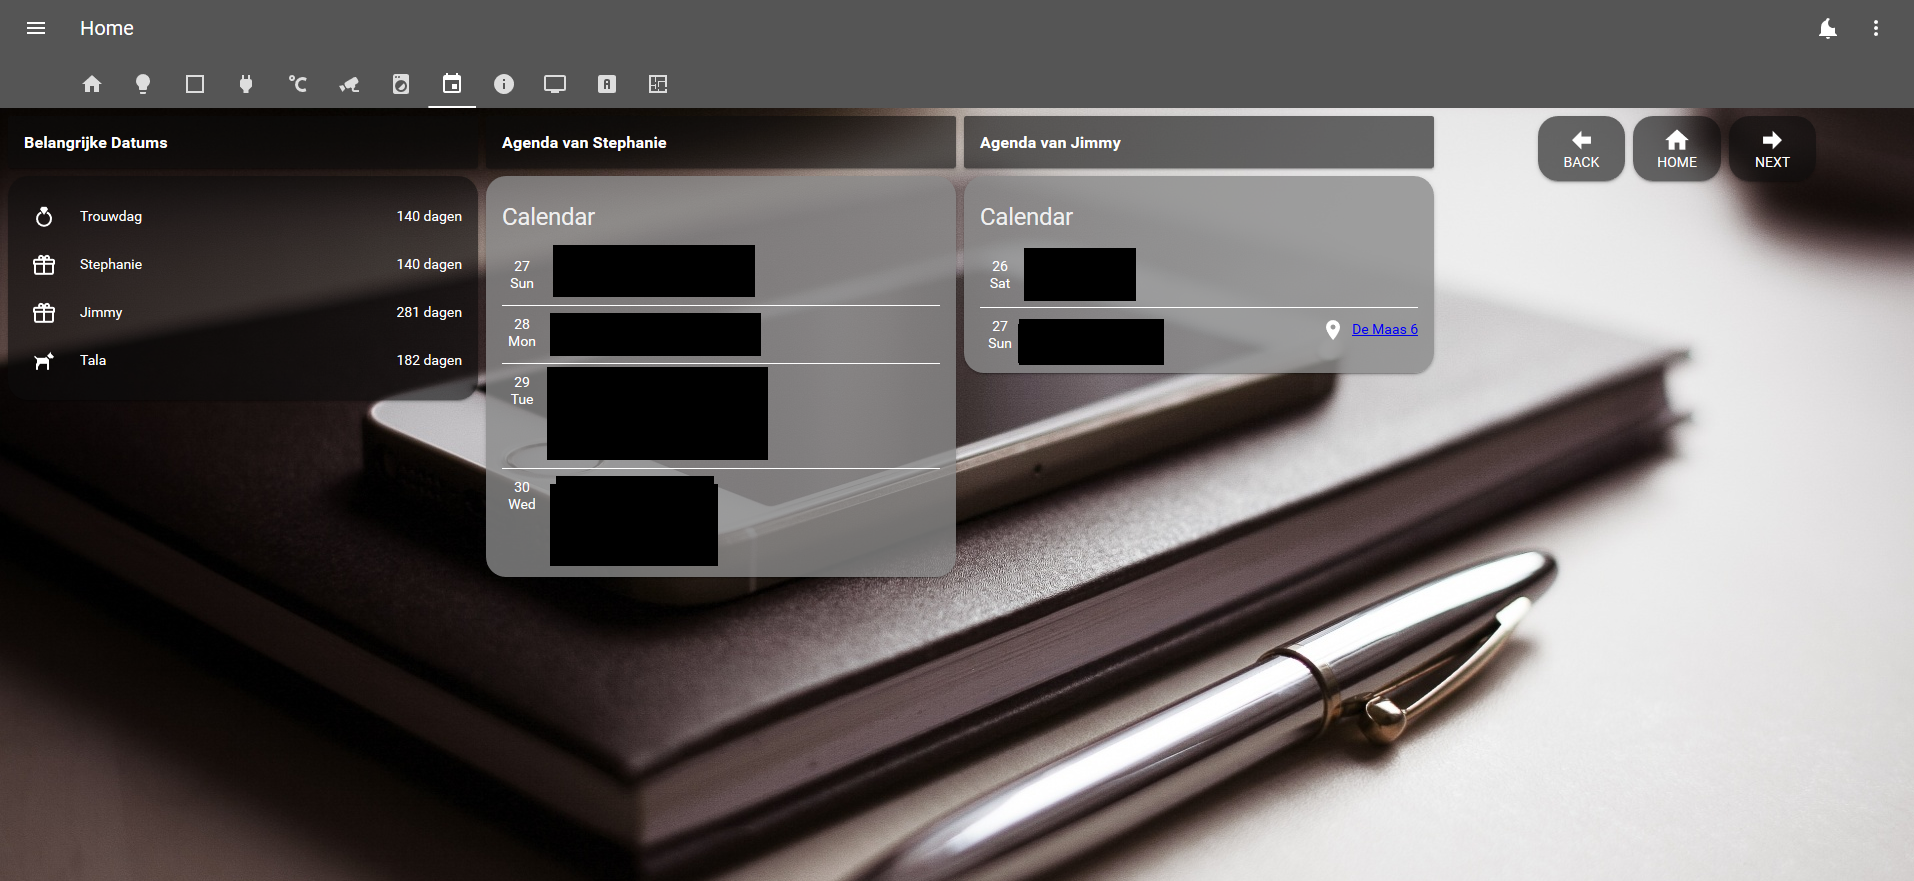 Home
Belangrijke Datums
Trouwdag 140 dagen
Stephanie 140 dagen
Jimmy 281 dagen
Tala 182 dagen
Agenda van Stephanie
Calendar
27
Sun
28
Mon
29
Tue
30
Wed
Agenda van Jimmy
Calendar
26
Sat
27
Sun
De Maas 6
BACK
HOME
NEXT